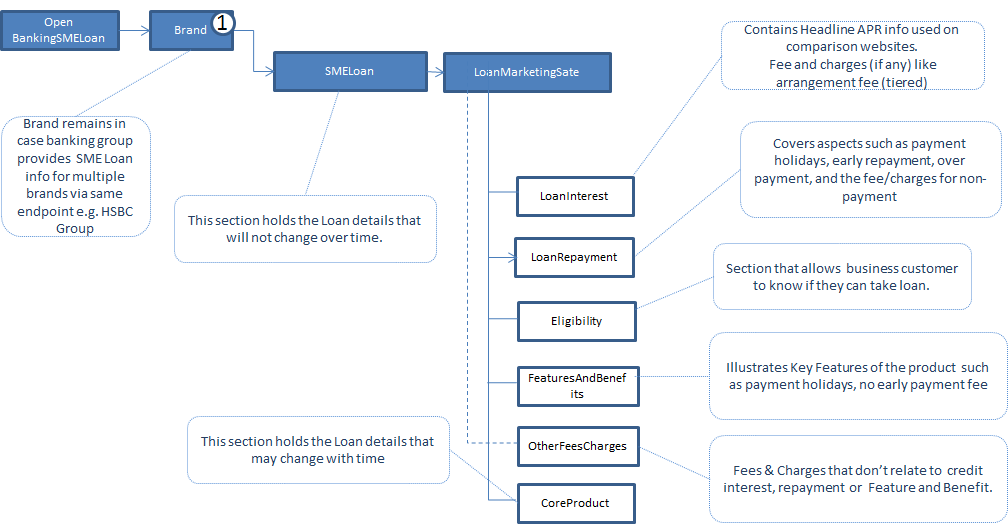 Open
BankingSMELoan
Brand
1
SMELoan
LoanMarketingSate
Contains Headline APR info used on
comparison websites.
Fee and charges (if any) like
arrangement fee (tiered)
Brand remains in
case banking group
provides SME Loan
info for multiple
brands via same
endpoint e.g. HSBC
Group
This section holds the Loan details that
will not change over time.
Covers aspects such as payment
holidays, early repayment, over
payment, and the fee/charges for non-
payment
LoanInterest
LoanRepayment
Section that allows business customer
to know if they can take loan.
Eligibility
FeaturesAndBenef
its
Illustrates Key Features of the product such
as payment holidays, no early payment fee
This section holds the Loan details that
may change with time
OtherFeesCharges
Fees & Charges that don't relate to credit
interest, repayment or Feature and Benefit.
CoreProduct